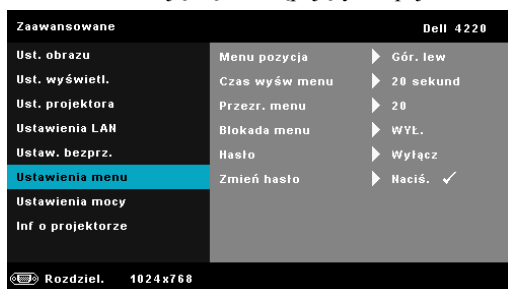 Zaawansowane Dell 4220
Ust. obrazu
Ust. wyświetl.
Ust. projektora
Ustawienia LAN
Ustaw. bezprz.
Ustawienia menu
Ustawienia mocy
Inf o projektorze
Menu pozycja Gór. lew
Czas wyśw menu 20 sekund
Przezr. menu 20
Blokada menu WYŁ.
Hasło Wyłącz
Zmień hasło Naciś.
Rozdziel. 1024x768